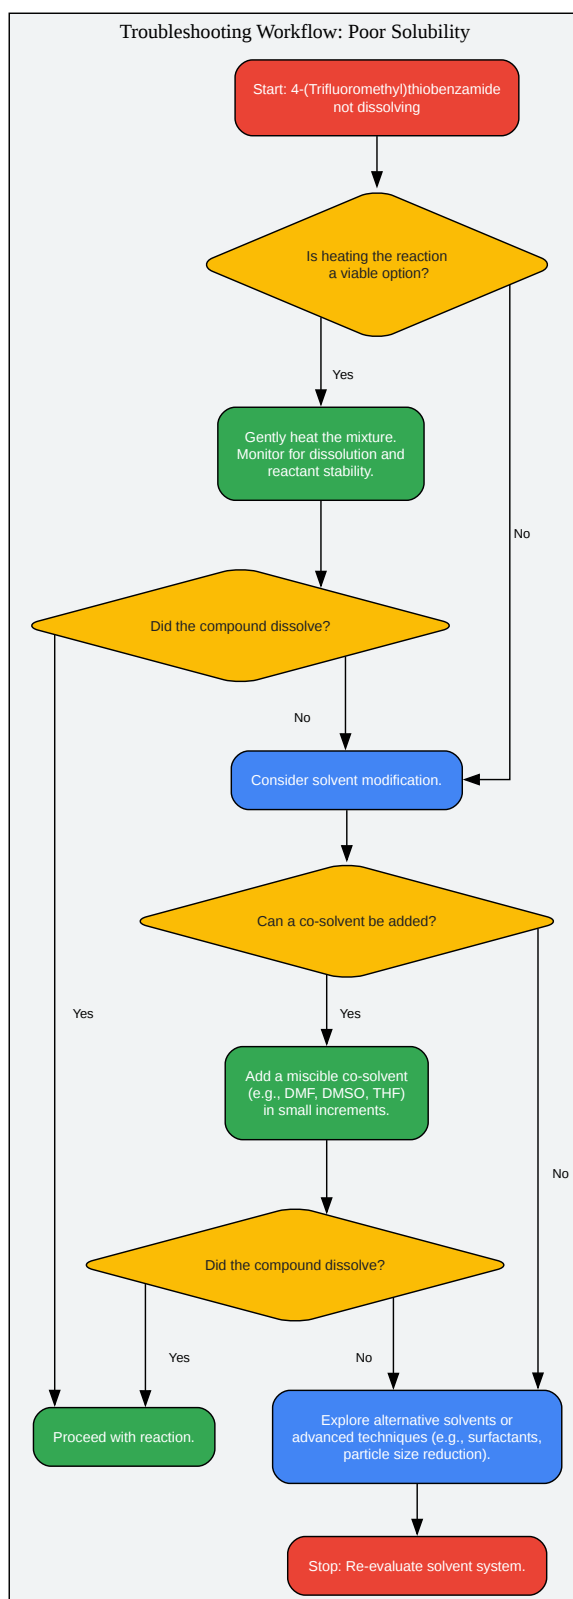 Troubleshooting Workflow: Poor Solubility
Start: 4-(Trifluoromethyl)thiobenzamide
not dissolving
Is heating the reaction
a viable option?
Yes
Gently heat the mixture.
Monitor for dissolution and
reactant stability.
No
Did the compound dissolve?
No
Consider solvent modification.
Can a co-solvent be added?
Yes
Yes
Add a miscible co-solvent
(e.g., DMF, DMSO, THF)
in small increments.
No
Did the compound dissolve?
Yes
No
Proceed with reaction.
Explore alternative solvents or
advanced techniques (e.g., surfactants,
particle size reduction).
Stop: Re-evaluate solvent system.